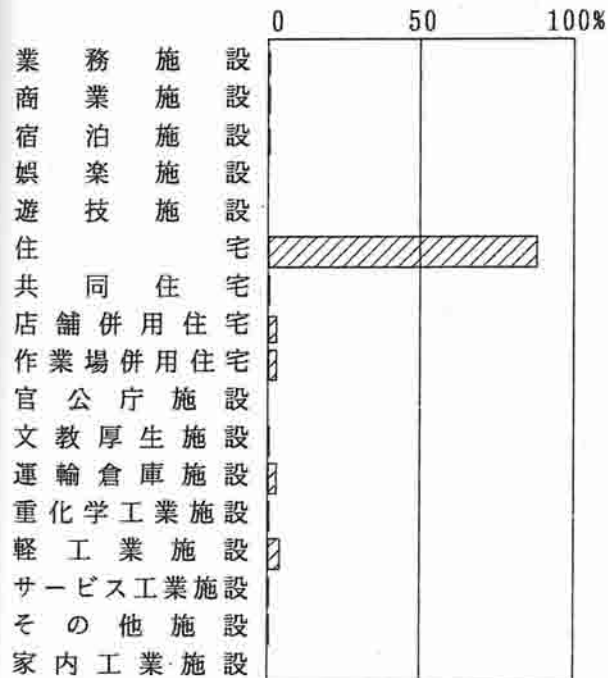 0 50 100%
業務施設
商業施設
宿泊施設
娯楽施設
遊技施設
住宅
共同住宅
店舗併用住宅
作業場併用住宅
官公庁施設
文教厚生施設
運輸倉庫施設
重化学工業施設
軽工業施設
サービス工業施設
その他施設
家内工業施設